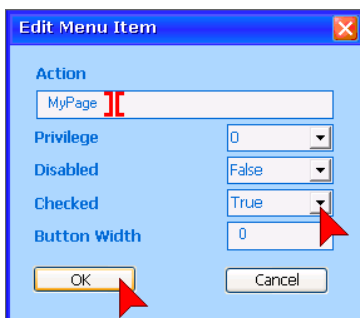 Edit Menu Item
Action
MyPage
Privilege 0
Disabled False
Checked True
Button Width 0
OK Cancel